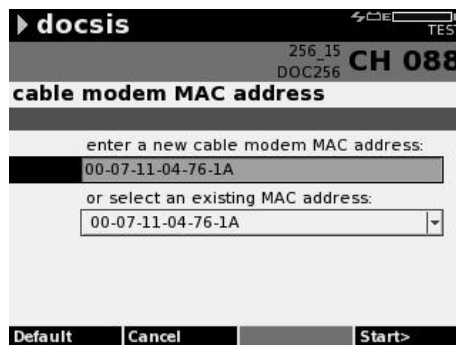 docsis
TEST
256_15
DOC256 CH 088
cable modem MAC address
enter a new cable modem MAC address:
00-07-11-04-76-1A
or select an existing MAC address:
00-07-11-04-76-1A
Default Cancel Start>